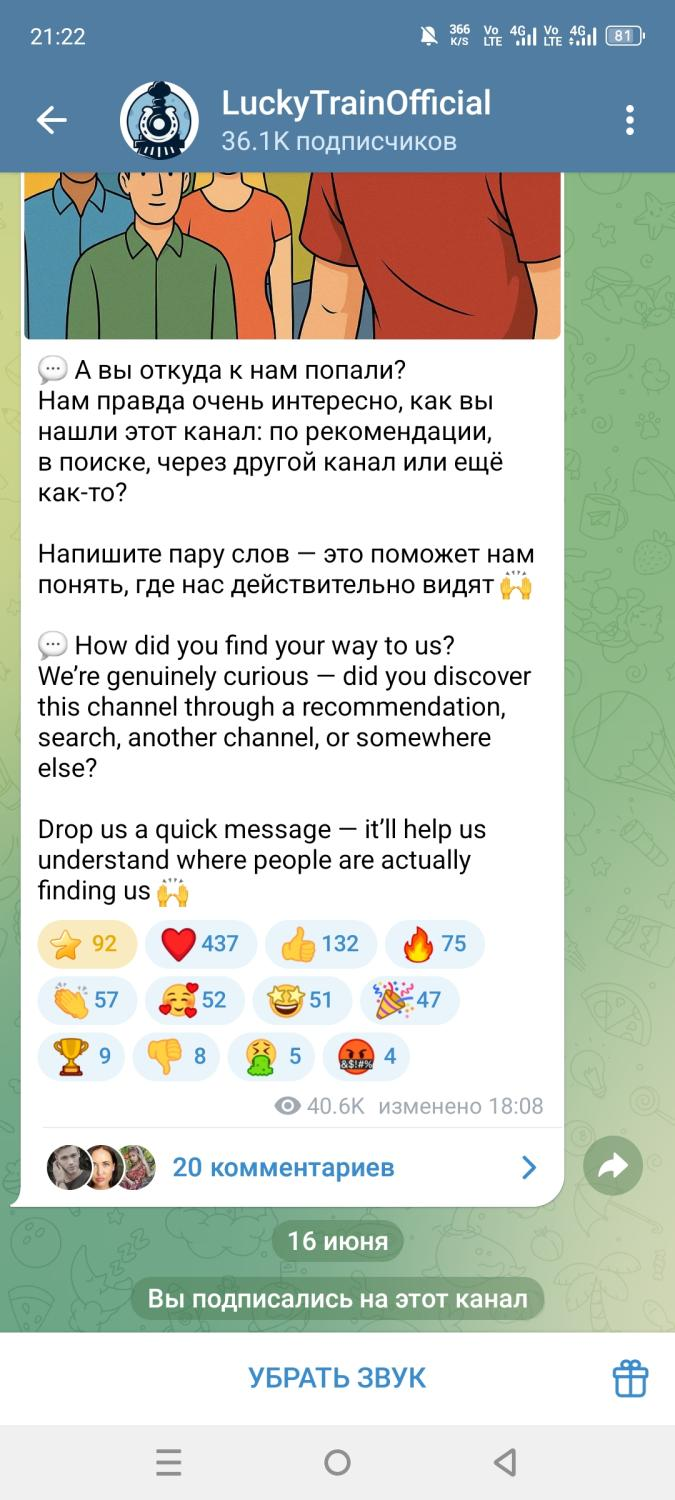 21:22
366 K/S Vo LTE 4G Vo LTE 4G 81
LuckyTrainOfficial
36.1K подписчиков
💬 А вы откуда к нам попали?
Нам правда очень интересно, как вы
нашли этот канал: по рекомендации,
в поиске, через другой канал или ещё
как-то?
Напишите пару слов — это поможет нам
понять, где нас действительно видят 🙌
💬 How did you find your way to us?
We’re genuinely curious — did you discover
this channel through a recommendation,
search, another channel, or somewhere
else?
Drop us a quick message — it’ll help us
understand where people are actually
finding us 🙌
⭐ 92 ❤️ 437 👍 132 🔥 75
👏 57 🥰 52 🤩 51 🎉 47
🏆 9 👎 8 🤮 5 🤬 4
40.6K изменено 18:08
20 комментариев
16 июня
Вы подписались на этот канал
УБРАТЬ ЗВУК